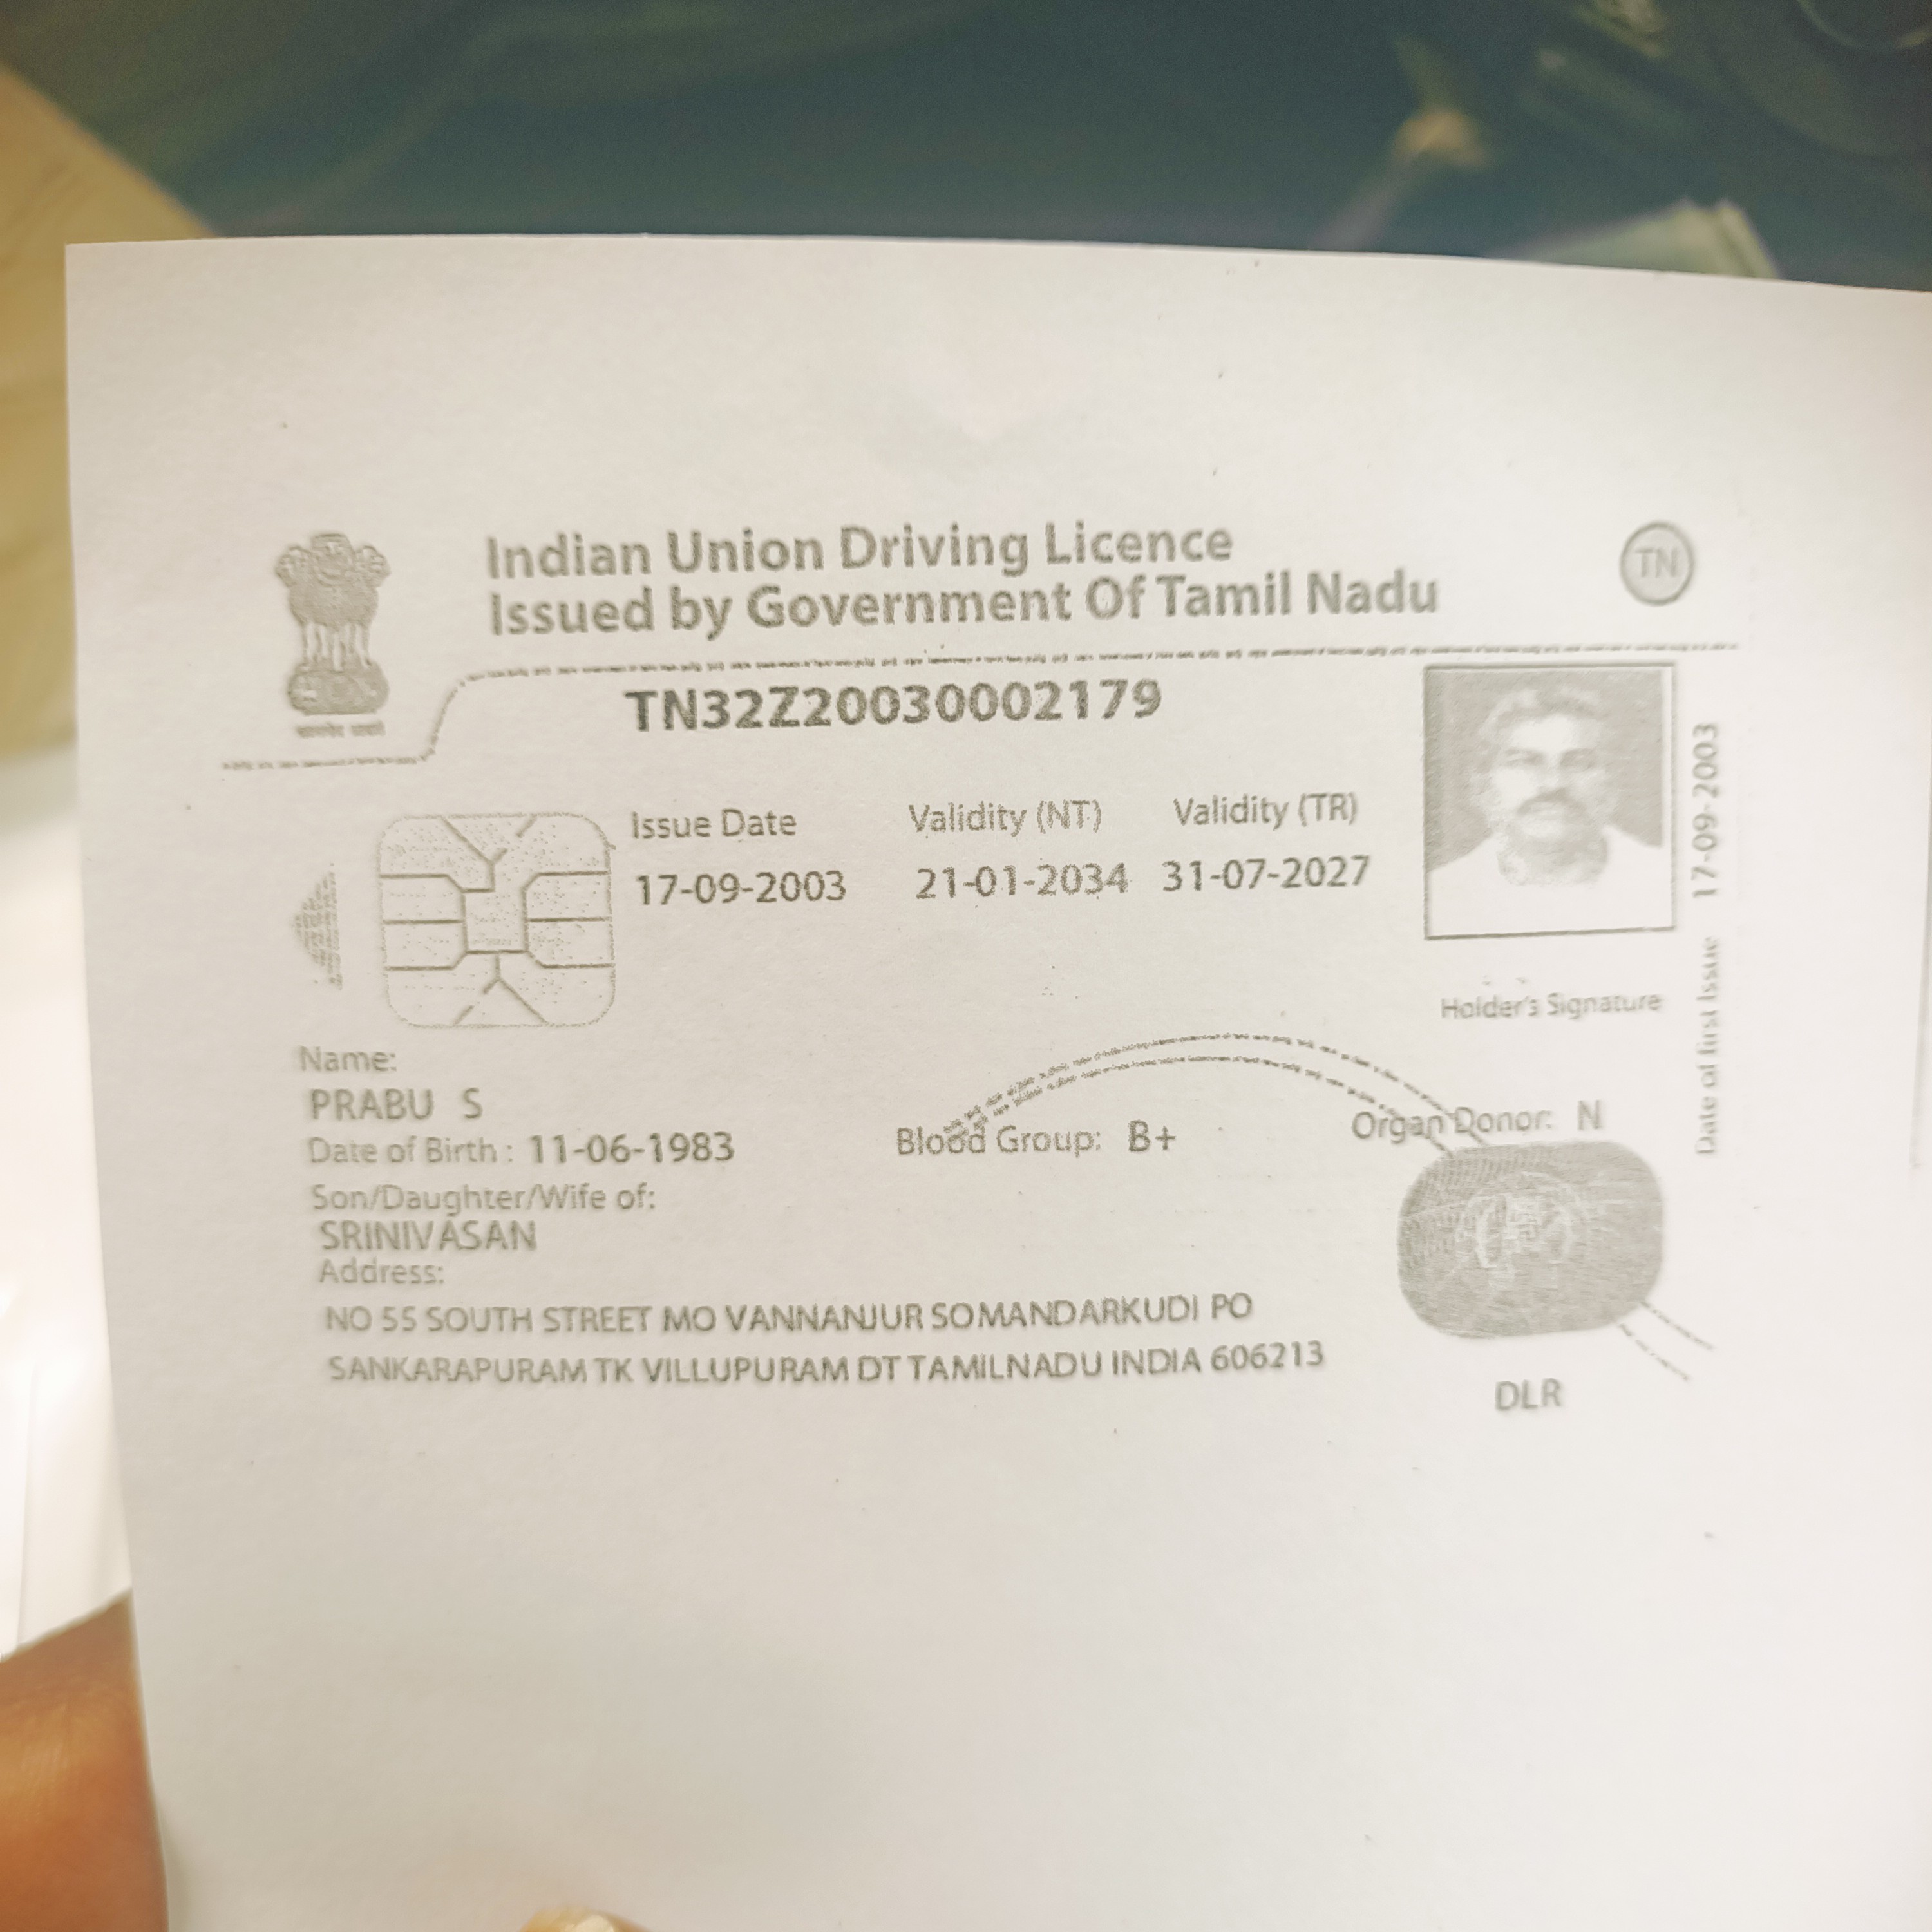 Indian Union Driving Licence
Issued by Government Of Tamil Nadu
TN
TN32Z20030002179
Issue Date Validity (NT) Validity (TR)
17-09-2003 21-01-2034 31-07-2027
Date of first Issue 17-09-2003
Holder's Signature
Name:
PRABU S
Date of Birth : 11-06-1983 Blood Group: B+ Organ Donor: N
Son/Daughter/Wife of:
SRINIVASAN
Address:
NO 55 SOUTH STREET MO VANNANJUR SOMANDARKUDI PO
SANKARAPURAM TK VILLUPURAM DT TAMILNADU INDIA 606213
DLR